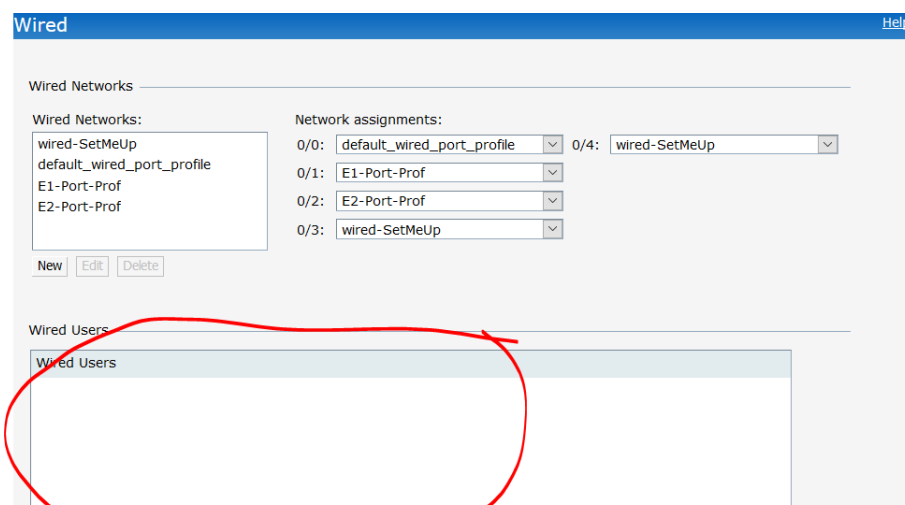 Wired
Help
Wired Networks
Wired Networks:
wired-SetMeUp
default_wired_port_profile
E1-Port-Prof
E2-Port-Prof
New Edit Delete
Network assignments:
0/0: default_wired_port_profile 0/4: wired-SetMeUp
0/1: E1-Port-Prof
0/2: E2-Port-Prof
0/3: wired-SetMeUp
Wired Users
Wired Users